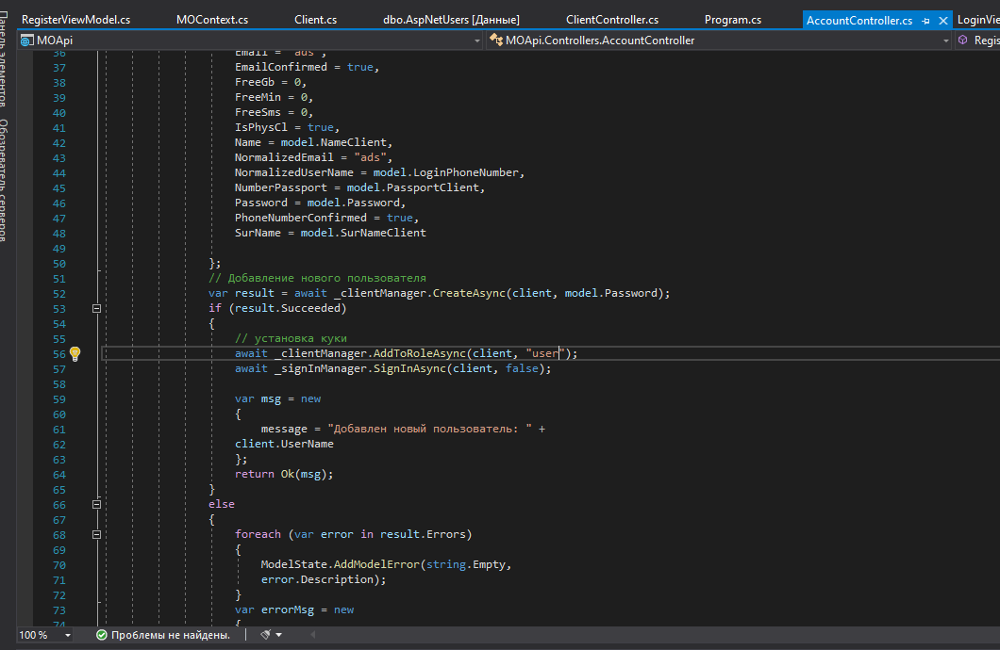 RegisterViewModel.cs MOContext.cs Client.cs dbo.AspNetUsers [Данные] ClientController.cs Program.cs AccountController.cs LoginVie
MOApi MOApi.Controllers.AccountController Regis
Панель элементов
Обозреватель серверов
36 Email = "ads",
37 EmailConfirmed = true,
38 FreeGb = 0,
39 FreeMin = 0,
40 FreeSms = 0,
41 IsPhysCl = true,
42 Name = model.NameClient,
43 NormalizedEmail = "ads",
44 NormalizedUserName = model.LoginPhoneNumber,
45 NumberPassport = model.PassportClient,
46 Password = model.Password,
47 PhoneNumberConfirmed = true,
48 SurName = model.SurNameClient
49
50 };
51 // Добавление нового пользователя
52 var result = await _clientManager.CreateAsync(client, model.Password);
53 if (result.Succeeded)
54 {
55 // установка куки
56 await _clientManager.AddToRoleAsync(client, "user");
57 await _signInManager.SignInAsync(client, false);
58
59 var msg = new
60 {
61 message = "Добавлен новый пользователь: " +
62 client.UserName
63 };
64 return Ok(msg);
65 }
66 else
67 {
68 foreach (var error in result.Errors)
69 {
70 ModelState.AddModelError(string.Empty,
71 error.Description);
72 }
73 var errorMsg = new
74 {
100 % Проблемы не найдены.